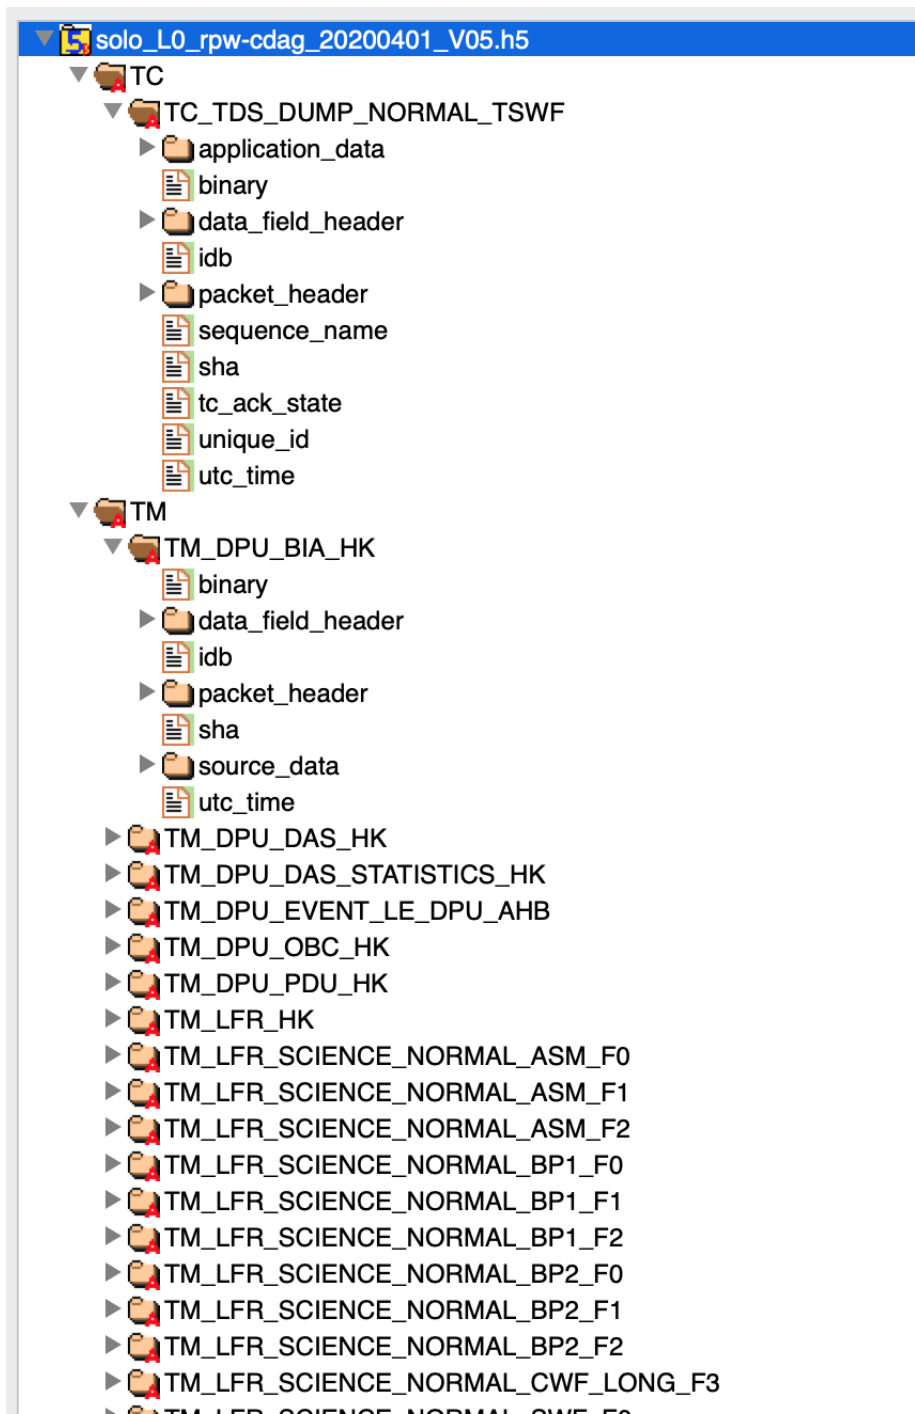 solo_L0_rpw-cdag_20200401_V05.h5
TC
TC_TDS_DUMP_NORMAL_TSWF
application_data
binary
data_field_header
idb
packet_header
sequence_name
sha
tc_ack_state
unique_id
utc_time
TM
TM_DPU_BIA_HK
binary
data_field_header
idb
packet_header
sha
source_data
utc_time
TM_DPU_DAS_HK
TM_DPU_DAS_STATISTICS_HK
TM_DPU_EVENT_LE_DPU_AHB
TM_DPU_OBC_HK
TM_DPU_PDU_HK
TM_LFR_HK
TM_LFR_SCIENCE_NORMAL_ASM_F0
TM_LFR_SCIENCE_NORMAL_ASM_F1
TM_LFR_SCIENCE_NORMAL_ASM_F2
TM_LFR_SCIENCE_NORMAL_BP1_F0
TM_LFR_SCIENCE_NORMAL_BP1_F1
TM_LFR_SCIENCE_NORMAL_BP1_F2
TM_LFR_SCIENCE_NORMAL_BP2_F0
TM_LFR_SCIENCE_NORMAL_BP2_F1
TM_LFR_SCIENCE_NORMAL_BP2_F2
TM_LFR_SCIENCE_NORMAL_CWF_LONG_F3